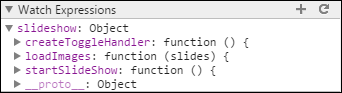 Watch Expressions
slideshow: Object
createToggleHandler: function () {
loadImages: function (slides) {
startSlideShow: function () {
__proto__: Object